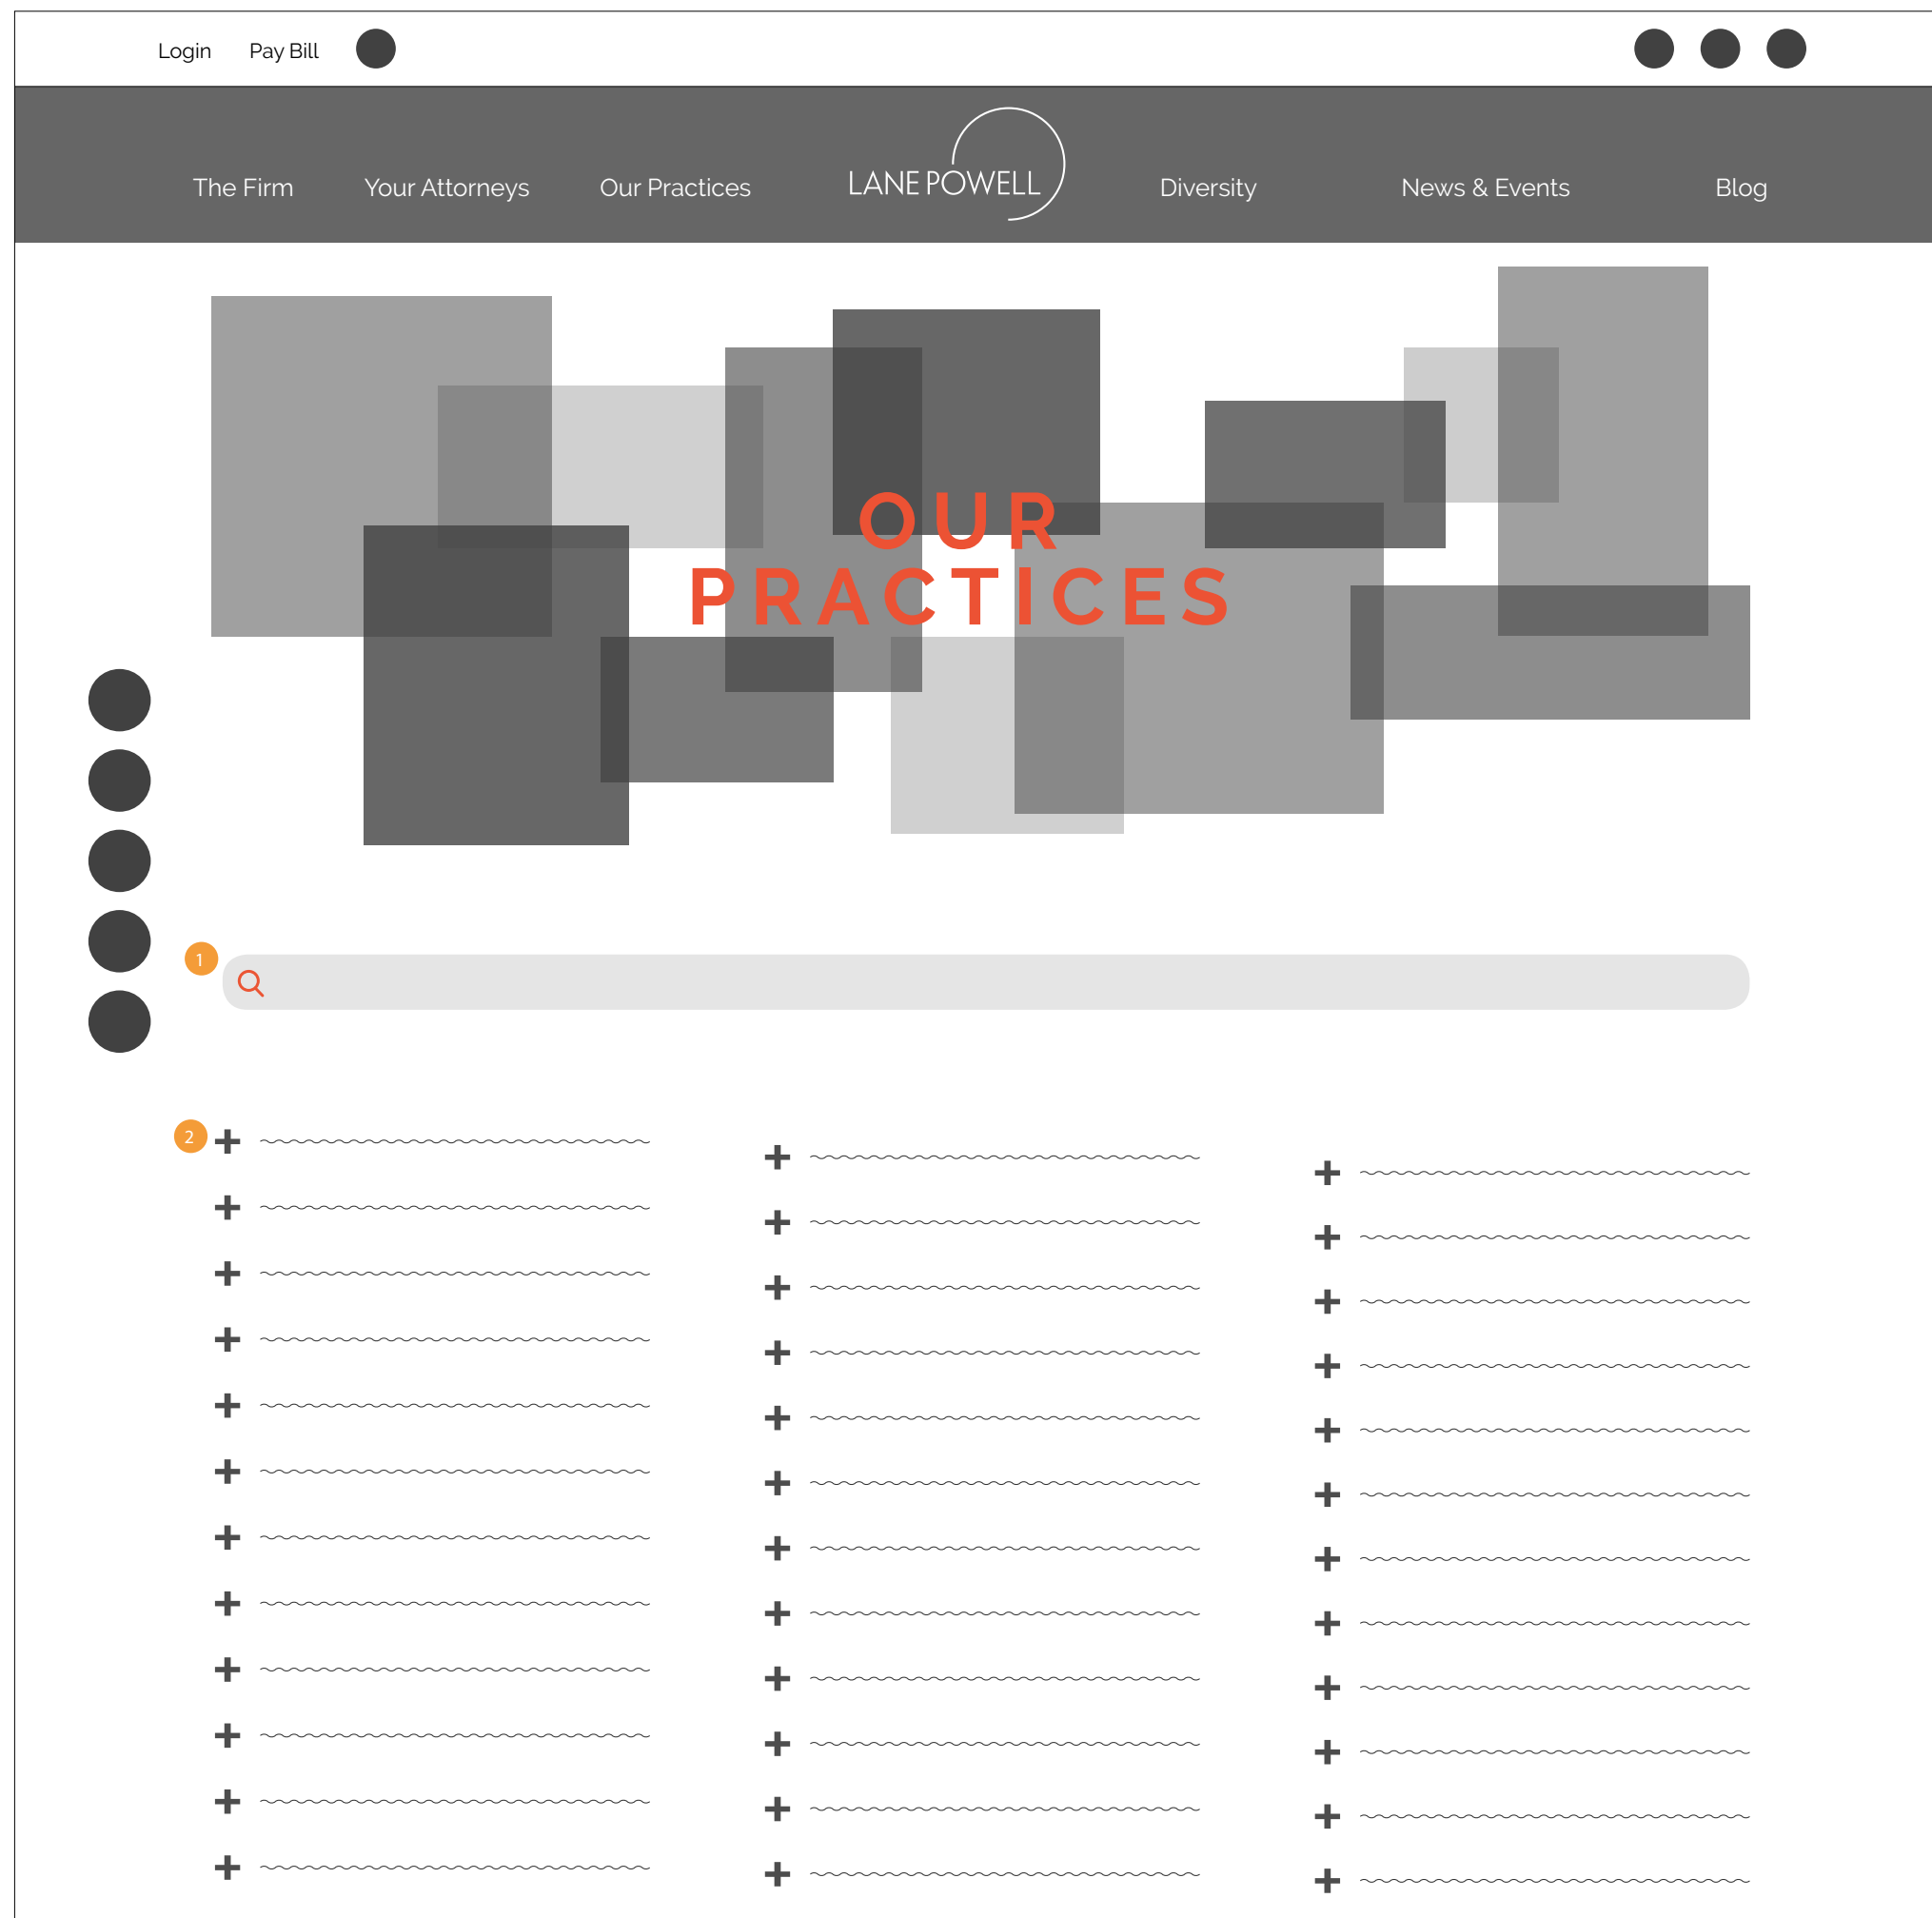 Login Pay Bill
The Firm Your Attorneys Our Practices LANE POWELL Diversity News & Events Blog
OUR
PRACTICES
1
2